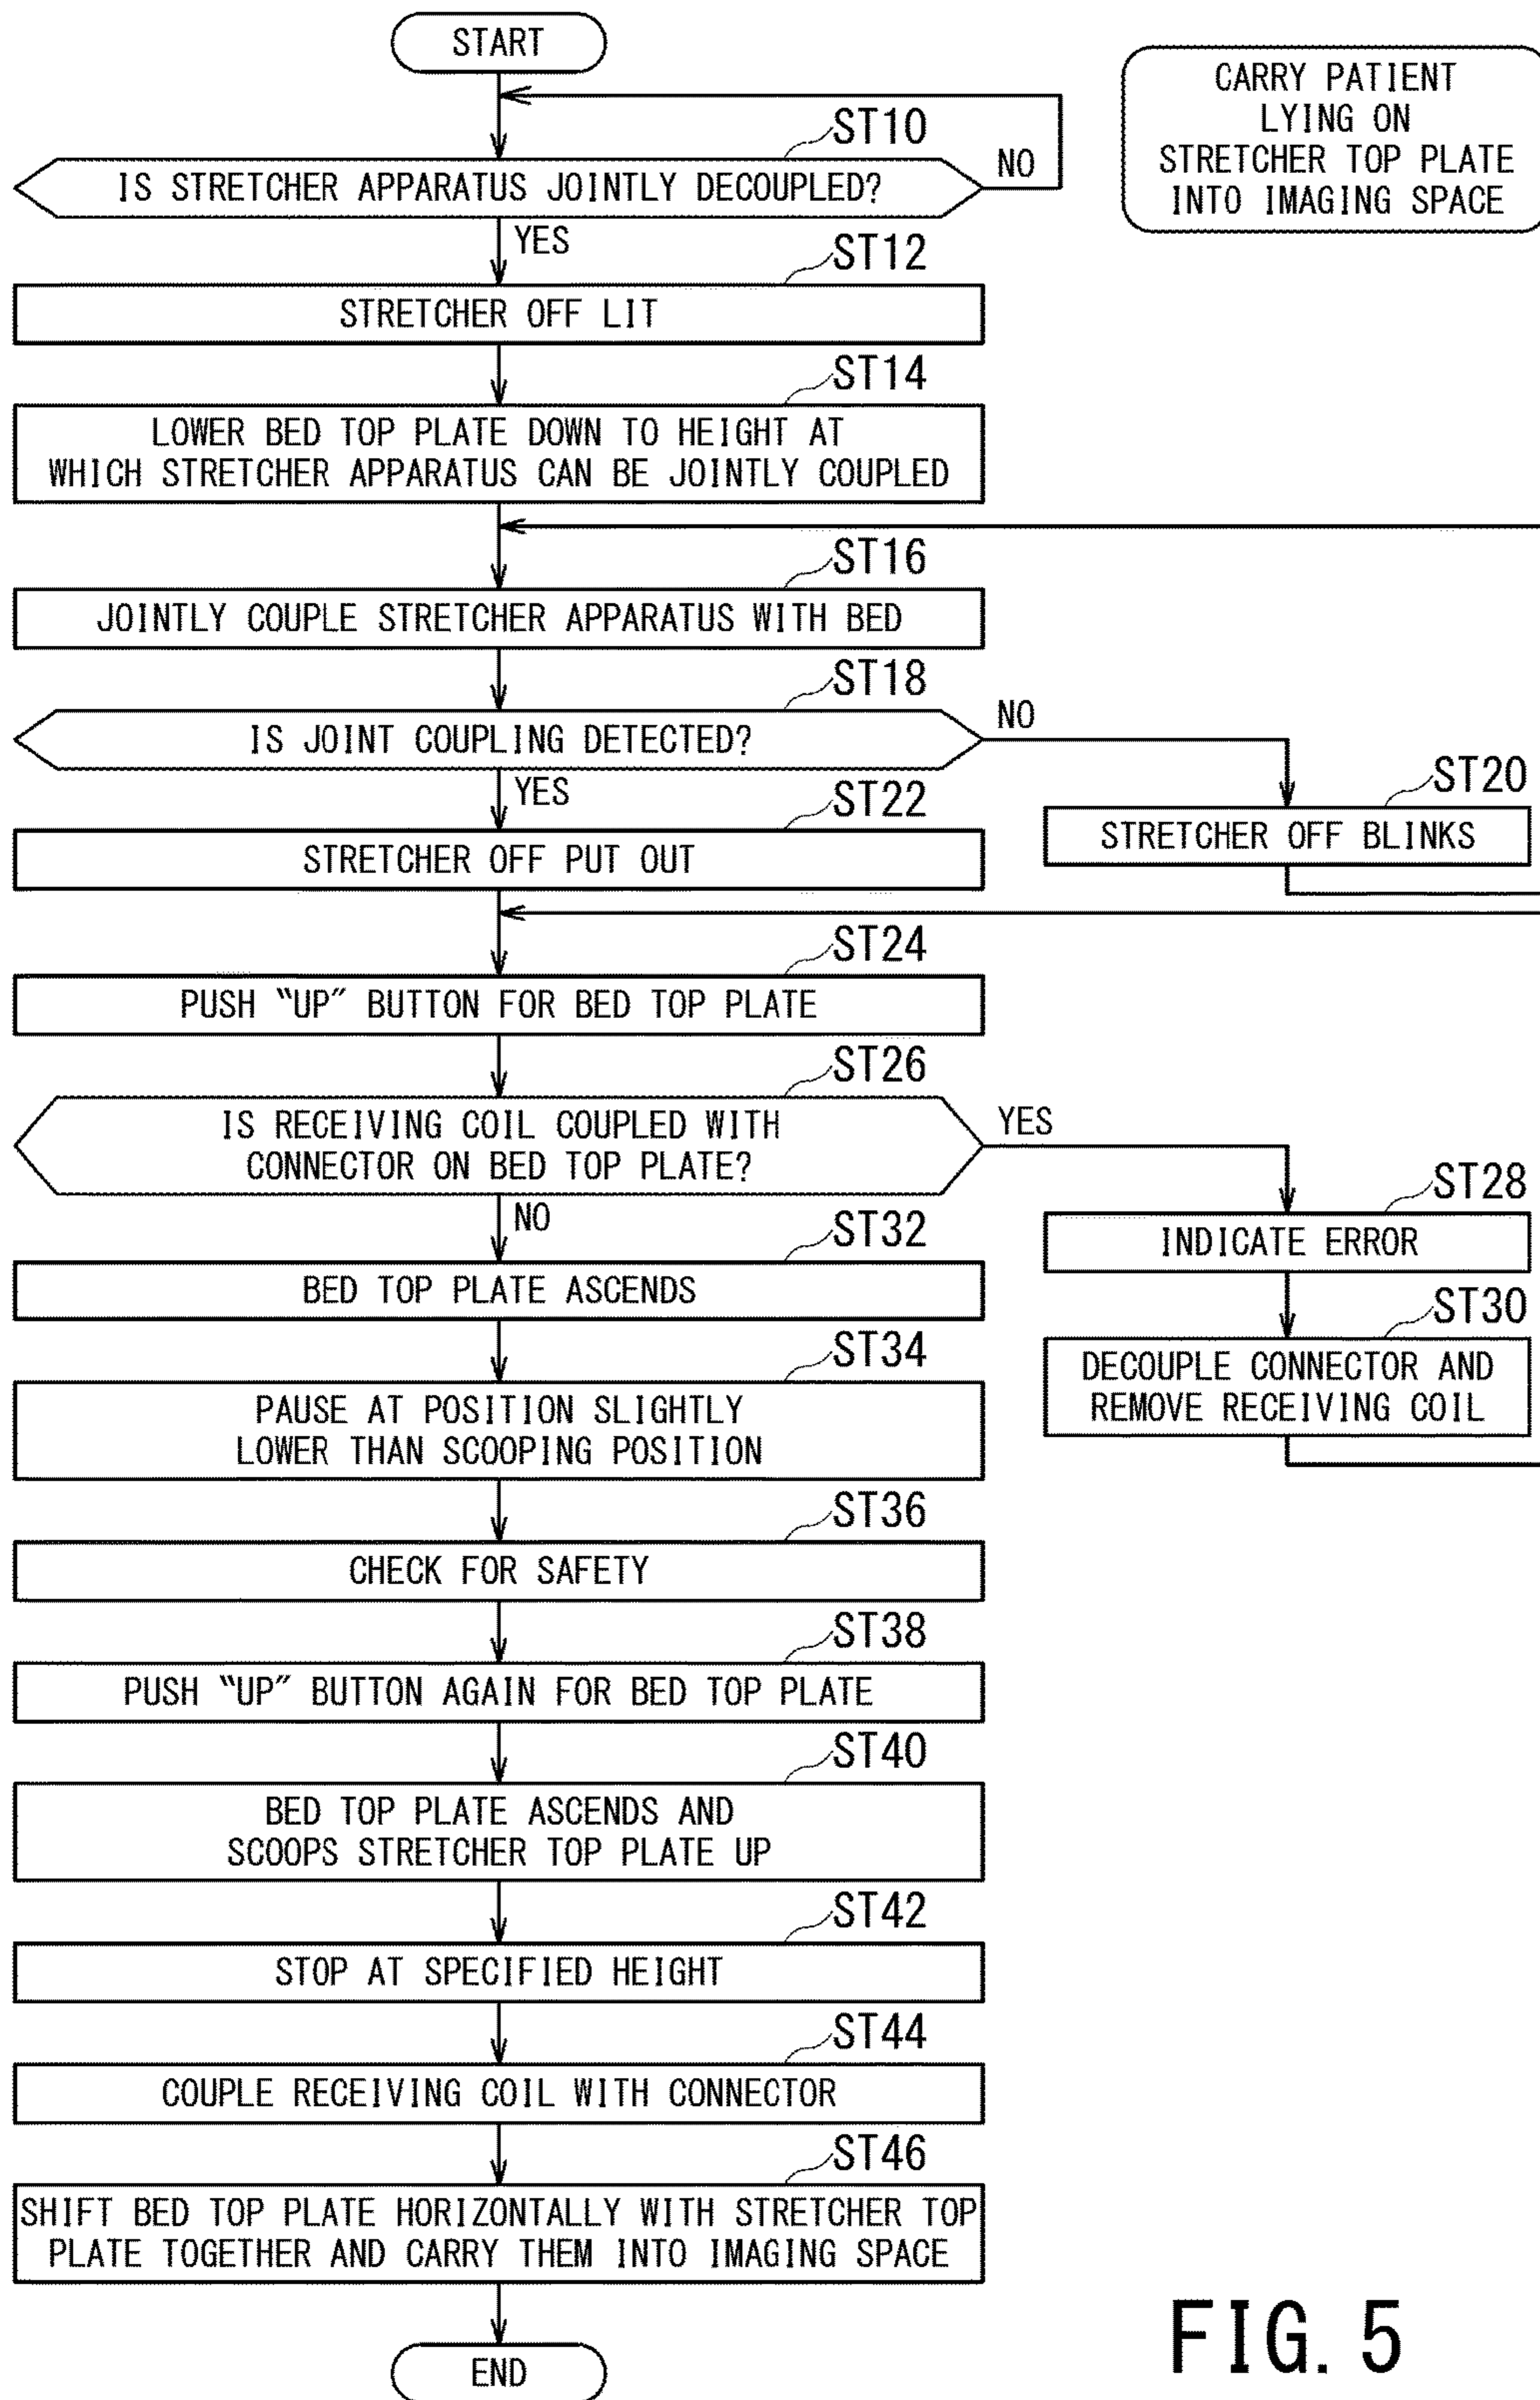 START
CARRY PATIENT
LYING ON
STRETCHER TOP PLATE
INTO IMAGING SPACE
ST10
IS STRETCHER APPARATUS JOINTLY DECOUPLED?
NO
YES
ST12
STRETCHER OFF LIT
ST14
LOWER BED TOP PLATE DOWN TO HEIGHT AT
WHICH STRETCHER APPARATUS CAN BE JOINTLY COUPLED
ST16
JOINTLY COUPLE STRETCHER APPARATUS WITH BED
ST18
IS JOINT COUPLING DETECTED?
NO
YES
ST20
STRETCHER OFF BLINKS
ST22
STRETCHER OFF PUT OUT
ST24
PUSH “UP” BUTTON FOR BED TOP PLATE
ST26
IS RECEIVING COIL COUPLED WITH
CONNECTOR ON BED TOP PLATE?
YES
NO
ST28
INDICATE ERROR
ST30
DECOUPLE CONNECTOR AND
REMOVE RECEIVING COIL
ST32
BED TOP PLATE ASCENDS
ST34
PAUSE AT POSITION SLIGHTLY
LOWER THAN SCOOPING POSITION
ST36
CHECK FOR SAFETY
ST38
PUSH “UP” BUTTON AGAIN FOR BED TOP PLATE
ST40
BED TOP PLATE ASCENDS AND
SCOOPS STRETCHER TOP PLATE UP
ST42
STOP AT SPECIFIED HEIGHT
ST44
COUPLE RECEIVING COIL WITH CONNECTOR
ST46
SHIFT BED TOP PLATE HORIZONTALLY WITH STRETCHER TOP
PLATE TOGETHER AND CARRY THEM INTO IMAGING SPACE
END
FIG. 5